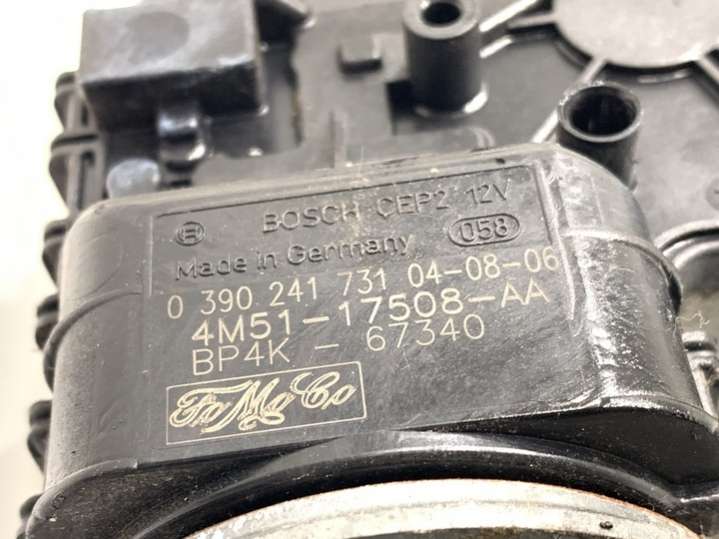 BOSCH CEP2 12V
Made in Germany 058
0 390 241 731 04-08-06
4M51-17508-AA
BP4K - 67340
FoMoCo